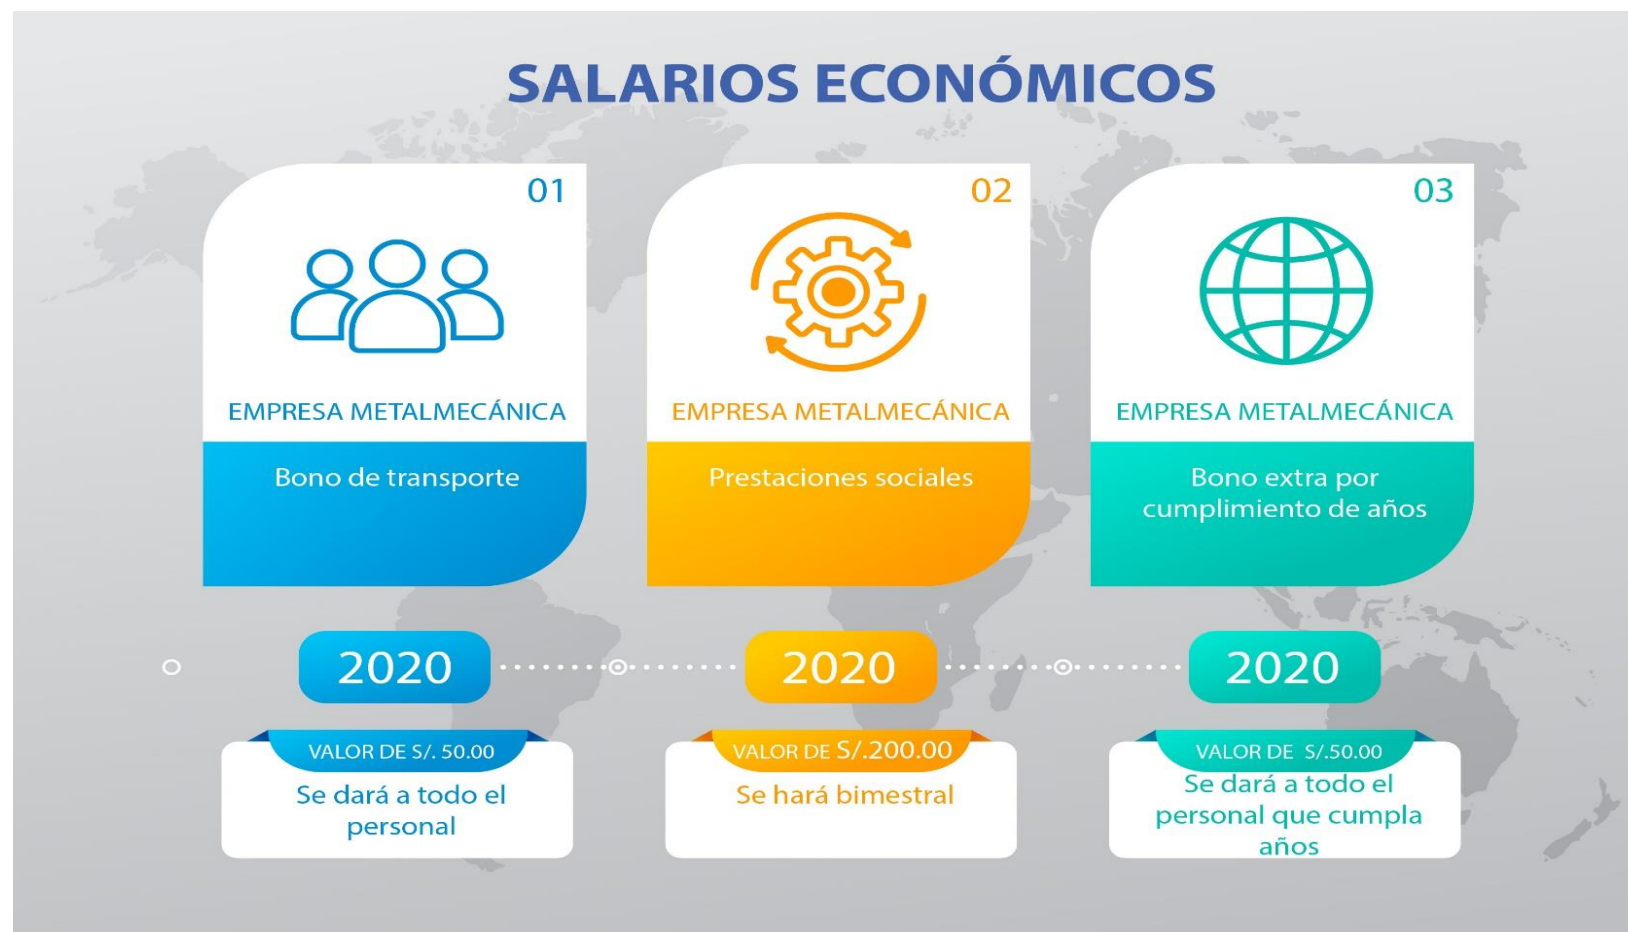 SALARIOS ECONÓMICOS
01
EMPRESA METALMECÁNICA
Bono de transporte
2020
VALOR DE S/. 50.00
Se dará a todo el
personal
02
EMPRESA METALMECÁNICA
Prestaciones sociales
2020
VALOR DE S/.200.00
Se hará bimestral
03
EMPRESA METALMECÁNICA
Bono extra por
cumplimiento de años
2020
VALOR DE S/.50.00
Se dará a todo el
personal que cumpla
años